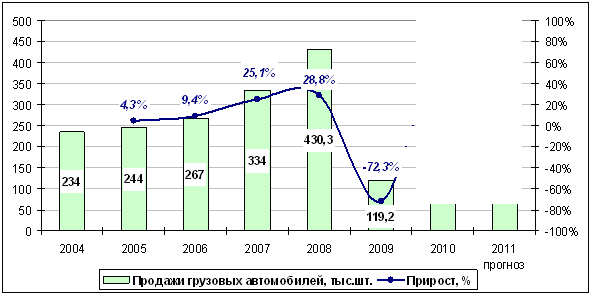 500 100%
450 80%
400 60%
350 40%
300 20%
250 0%
200 -20%
150 -40%
100 -60%
50 -80%
0 -100%
4,3% 9,4% 25,1% 28,8% -72,3%
234 244 267 334 430,3 119,2
2004 2005 2006 2007 2008 2009 2010 2011
прогноз
Продажи грузовых автомобилей, тыс.шт. Прирост, %